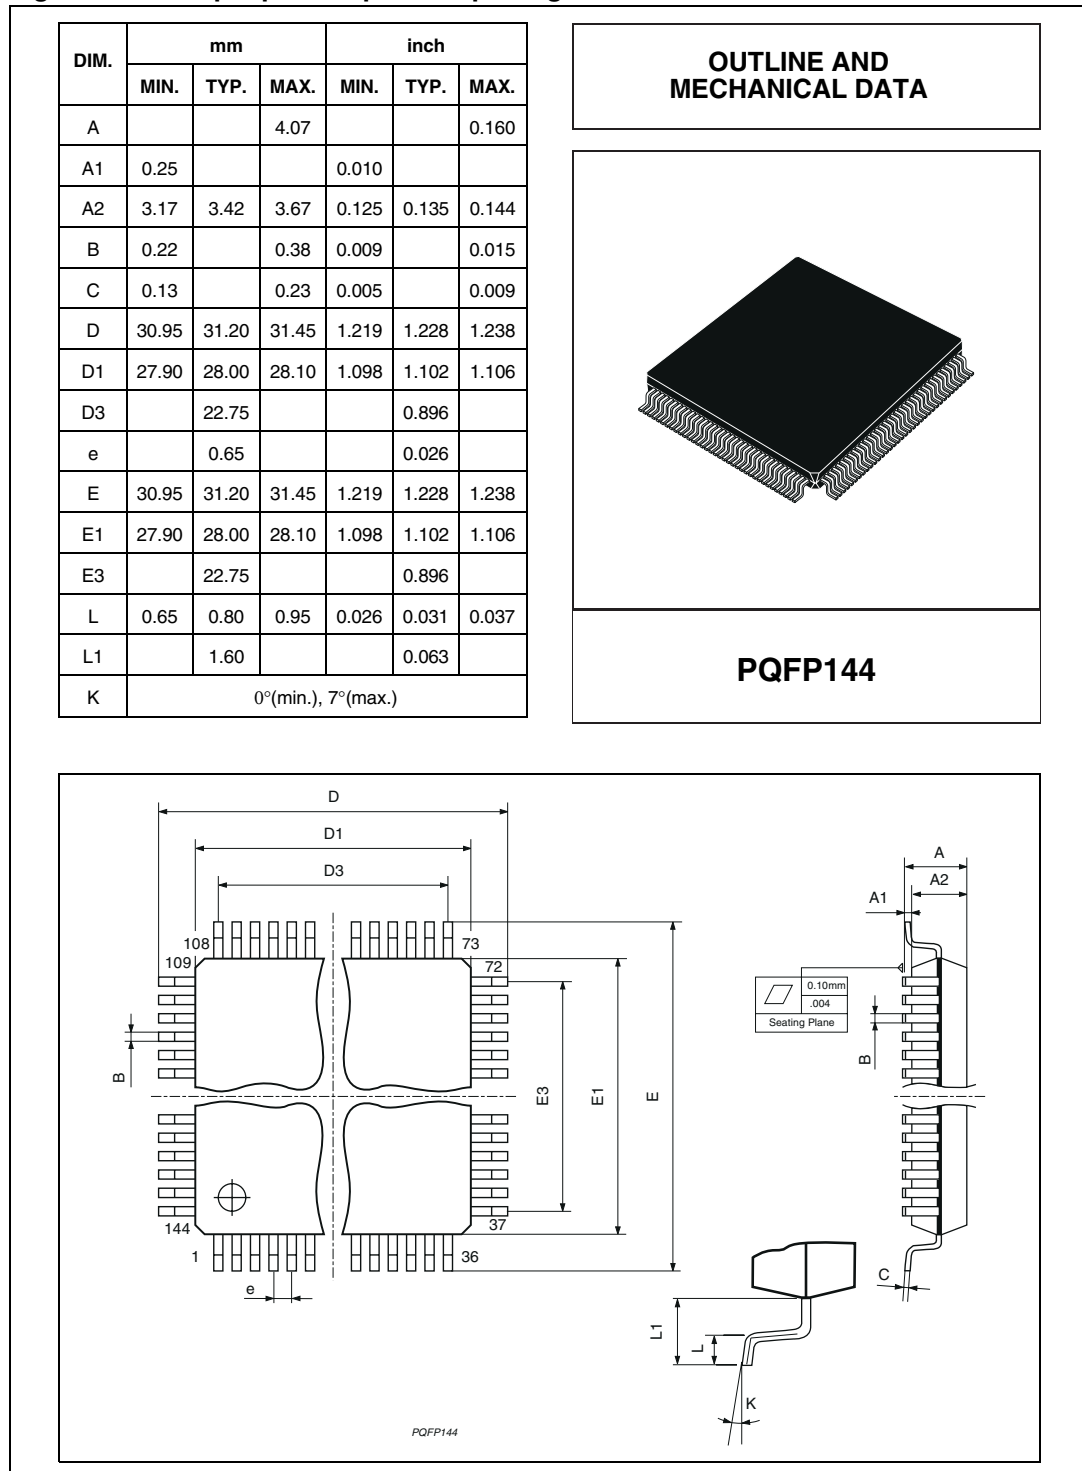 DIM. mm inch
MIN. TYP. MAX. MIN. TYP. MAX.
A 4.07 0.160
A1 0.25 0.010
A2 3.17 3.42 3.67 0.125 0.135 0.144
B 0.22 0.38 0.009 0.015
C 0.13 0.23 0.005 0.009
D 30.95 31.20 31.45 1.219 1.228 1.238
D1 27.90 28.00 28.10 1.098 1.102 1.106
D3 22.75 0.896
e 0.65 0.026
E 30.95 31.20 31.45 1.219 1.228 1.238
E1 27.90 28.00 28.10 1.098 1.102 1.106
E3 22.75 0.896
L 0.65 0.80 0.95 0.026 0.031 0.037
L1 1.60 0.063
K 0°(min.), 7°(max.)
OUTLINE AND
MECHANICAL DATA
PQFP144
D
D1
D3
108
73
109
72
B
E3
E1
E
144
37
1
36
e
A
A2
A1
0.10mm
.004
Seating Plane
B
C
L1
L
K
PQFP144